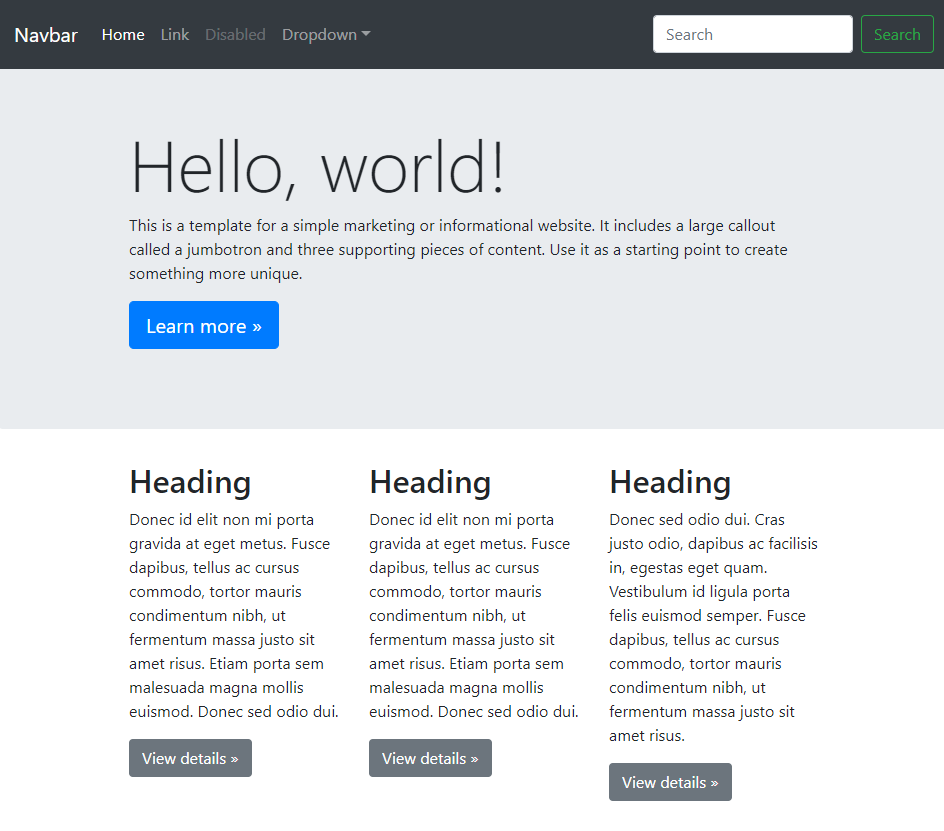 Navbar Home Link Disabled Dropdown Search Search
Hello, world!
This is a template for a simple marketing or informational website. It includes a large callout
called a jumbotron and three supporting pieces of content. Use it as a starting point to create
something more unique.
Learn more »
Heading
Donec id elit non mi porta
gravida at eget metus. Fusce
dapibus, tellus ac cursus
commodo, tortor mauris
condimentum nibh, ut
fermentum massa justo sit
amet risus. Etiam porta sem
malesuada magna mollis
euismod. Donec sed odio dui.
View details »
Heading
Donec id elit non mi porta
gravida at eget metus. Fusce
dapibus, tellus ac cursus
commodo, tortor mauris
condimentum nibh, ut
fermentum massa justo sit
amet risus. Etiam porta sem
malesuada magna mollis
euismod. Donec sed odio dui.
View details »
Heading
Donec sed odio dui. Cras
justo odio, dapibus ac facilisis
in, egestas eget quam.
Vestibulum id ligula porta
felis euismod semper. Fusce
dapibus, tellus ac cursus
commodo, tortor mauris
condimentum nibh, ut
fermentum massa justo sit
amet risus.
View details »